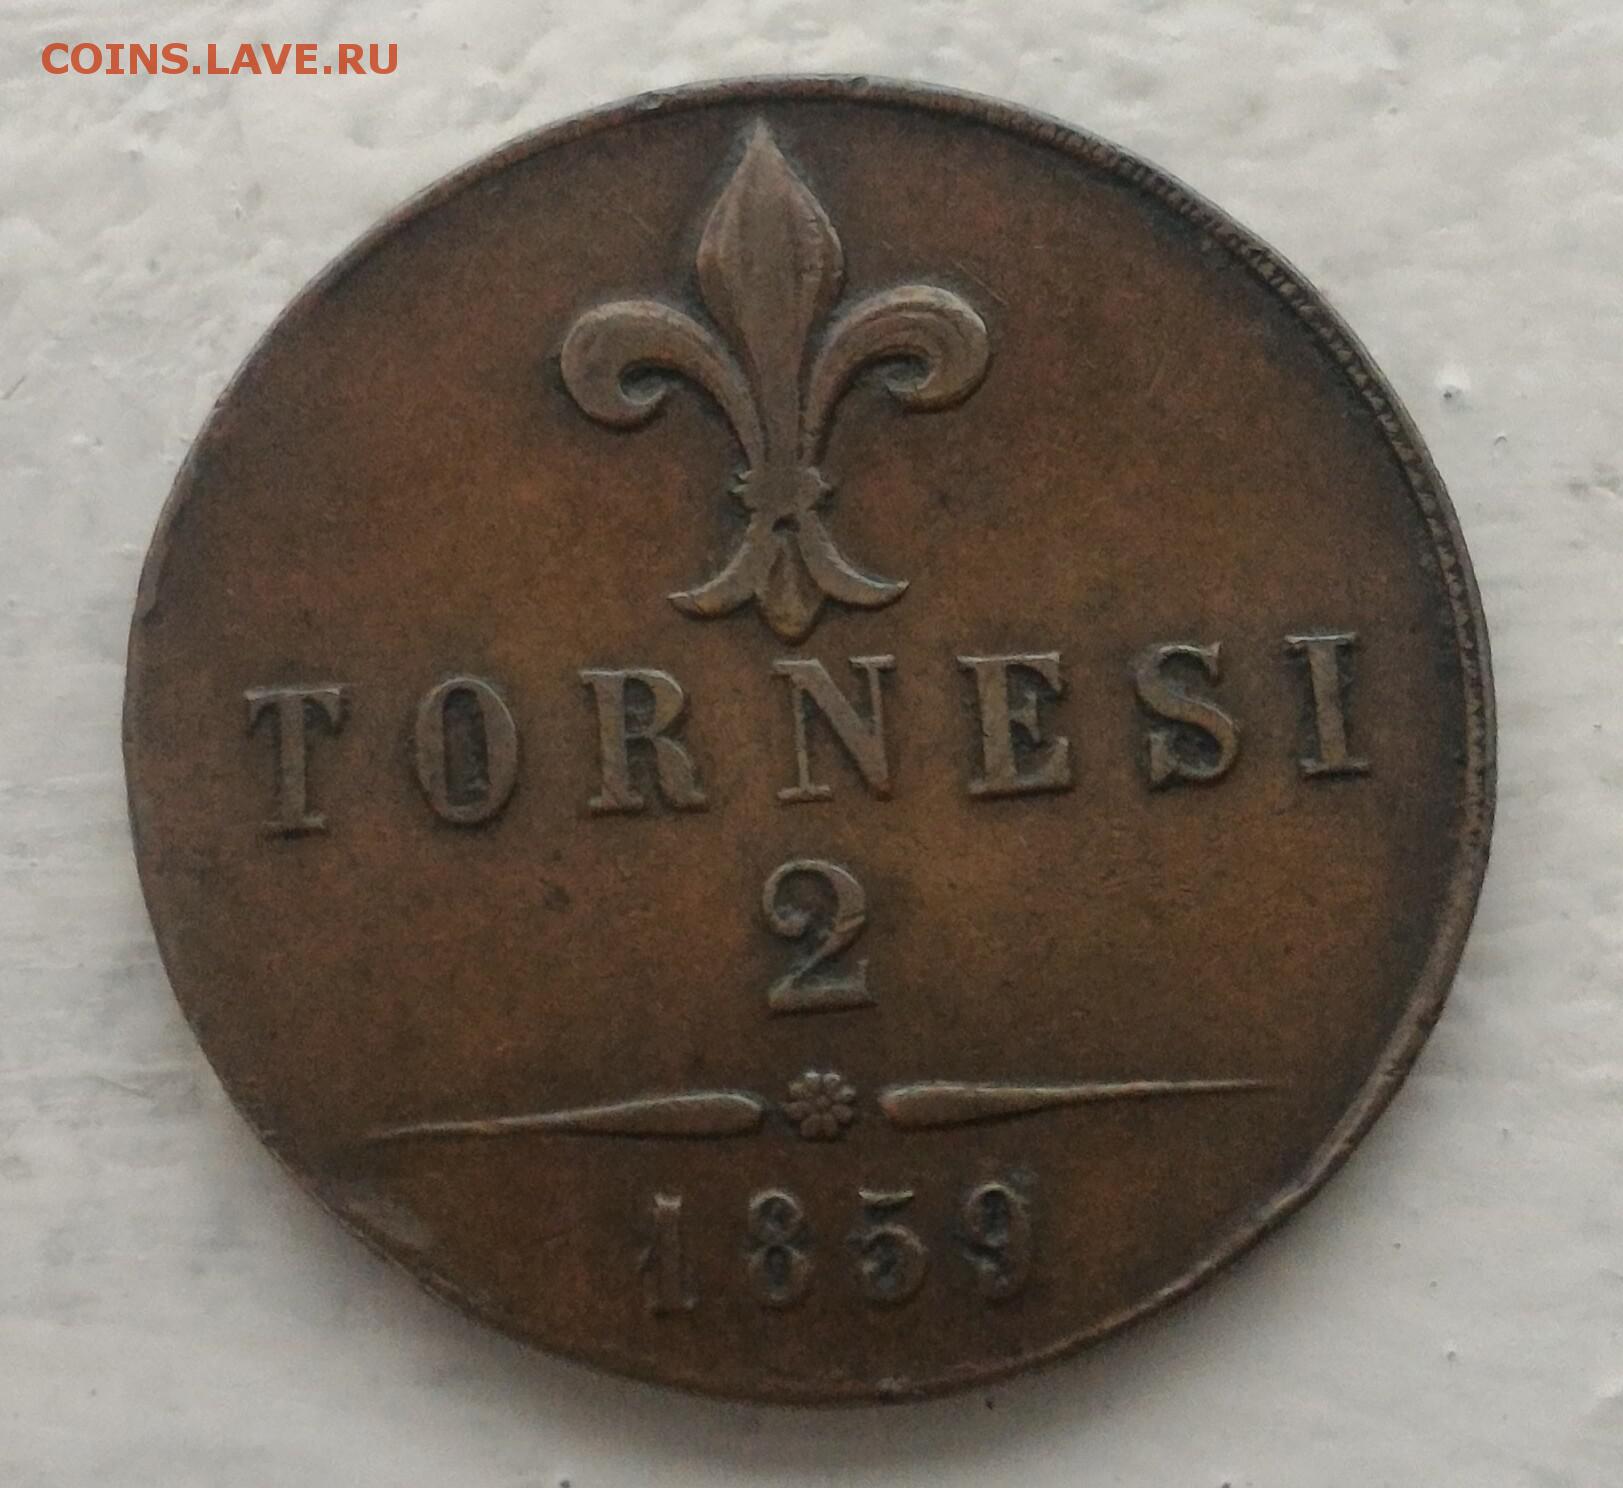 COINS.LAVE.RU
TORNESI
2
1859